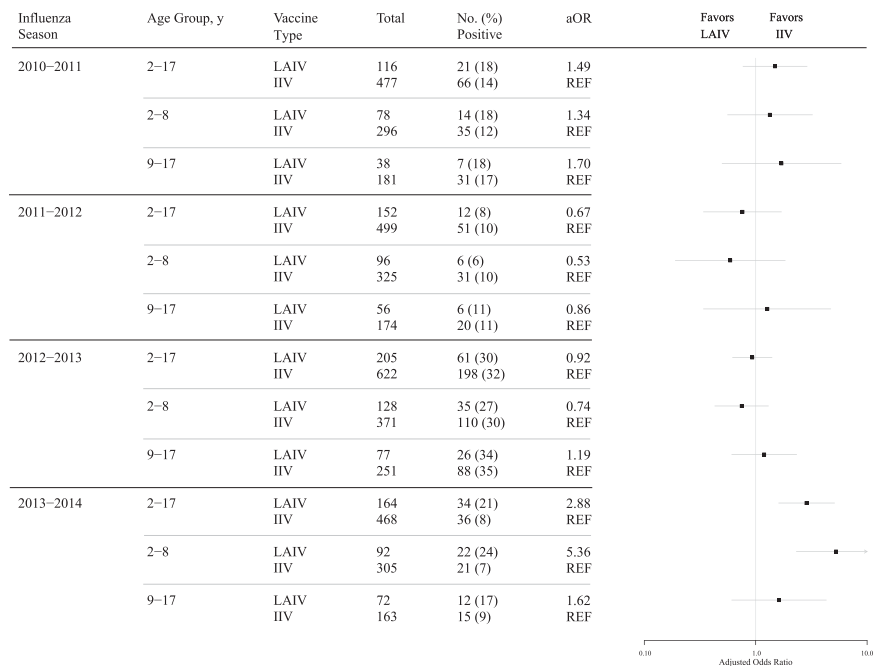 Influenza Season Age Group, y Vaccine Type Total No. (%) Positive aOR Favors LAIV Favors IIV
2010−2011 2−17 LAIV 116 21 (18) 1.49
IIV 477 66 (14) REF
2−8 LAIV 78 14 (18) 1.34
IIV 296 35 (12) REF
9−17 LAIV 38 7 (18) 1.70
IIV 181 31 (17) REF
2011−2012 2−17 LAIV 152 12 (8) 0.67
IIV 499 51 (10) REF
2−8 LAIV 96 6 (6) 0.53
IIV 325 31 (10) REF
9−17 LAIV 56 6 (11) 0.86
IIV 174 20 (11) REF
2012−2013 2−17 LAIV 205 61 (30) 0.92
IIV 622 198 (32) REF
2−8 LAIV 128 35 (27) 0.74
IIV 371 110 (30) REF
9−17 LAIV 77 26 (34) 1.19
IIV 251 88 (35) REF
2013−2014 2−17 LAIV 164 34 (21) 2.88
IIV 468 36 (8) REF
2−8 LAIV 92 22 (24) 5.36
IIV 305 21 (7) REF
9−17 LAIV 72 12 (17) 1.62
IIV 163 15 (9) REF
0.10 1.0 10.0
Adjusted Odds Ratio